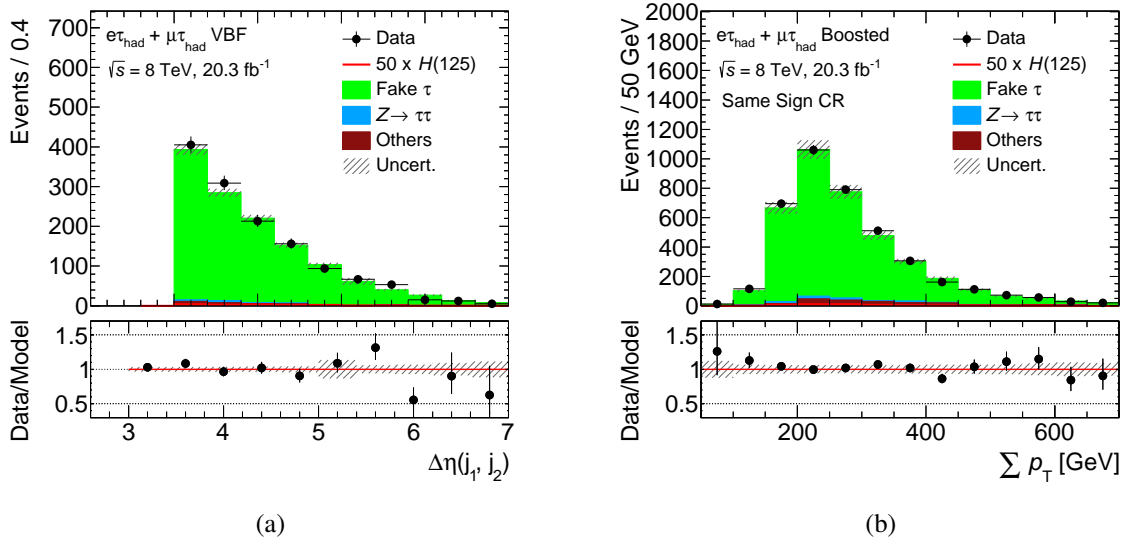 Events / 0.4
700
600
500
400
300
200
100
0
eτhad + μτhad VBF
√s = 8 TeV, 20.3 fb-1
Data
50 x H(125)
Fake τ
Z→ ττ
Others
Uncert.
Data/Model
1.5
1
0.5
3 4 5 6 7
Δη(j1, j2)
(a)
Events / 50 GeV
2000
1800
1600
1400
1200
1000
800
600
400
200
0
eτhad + μτhad Boosted
√s = 8 TeV, 20.3 fb-1
Same Sign CR
Data
50 x H(125)
Fake τ
Z→ ττ
Others
Uncert.
Data/Model
1.5
1
0.5
200 400 600
∑ pT [GeV]
(b)